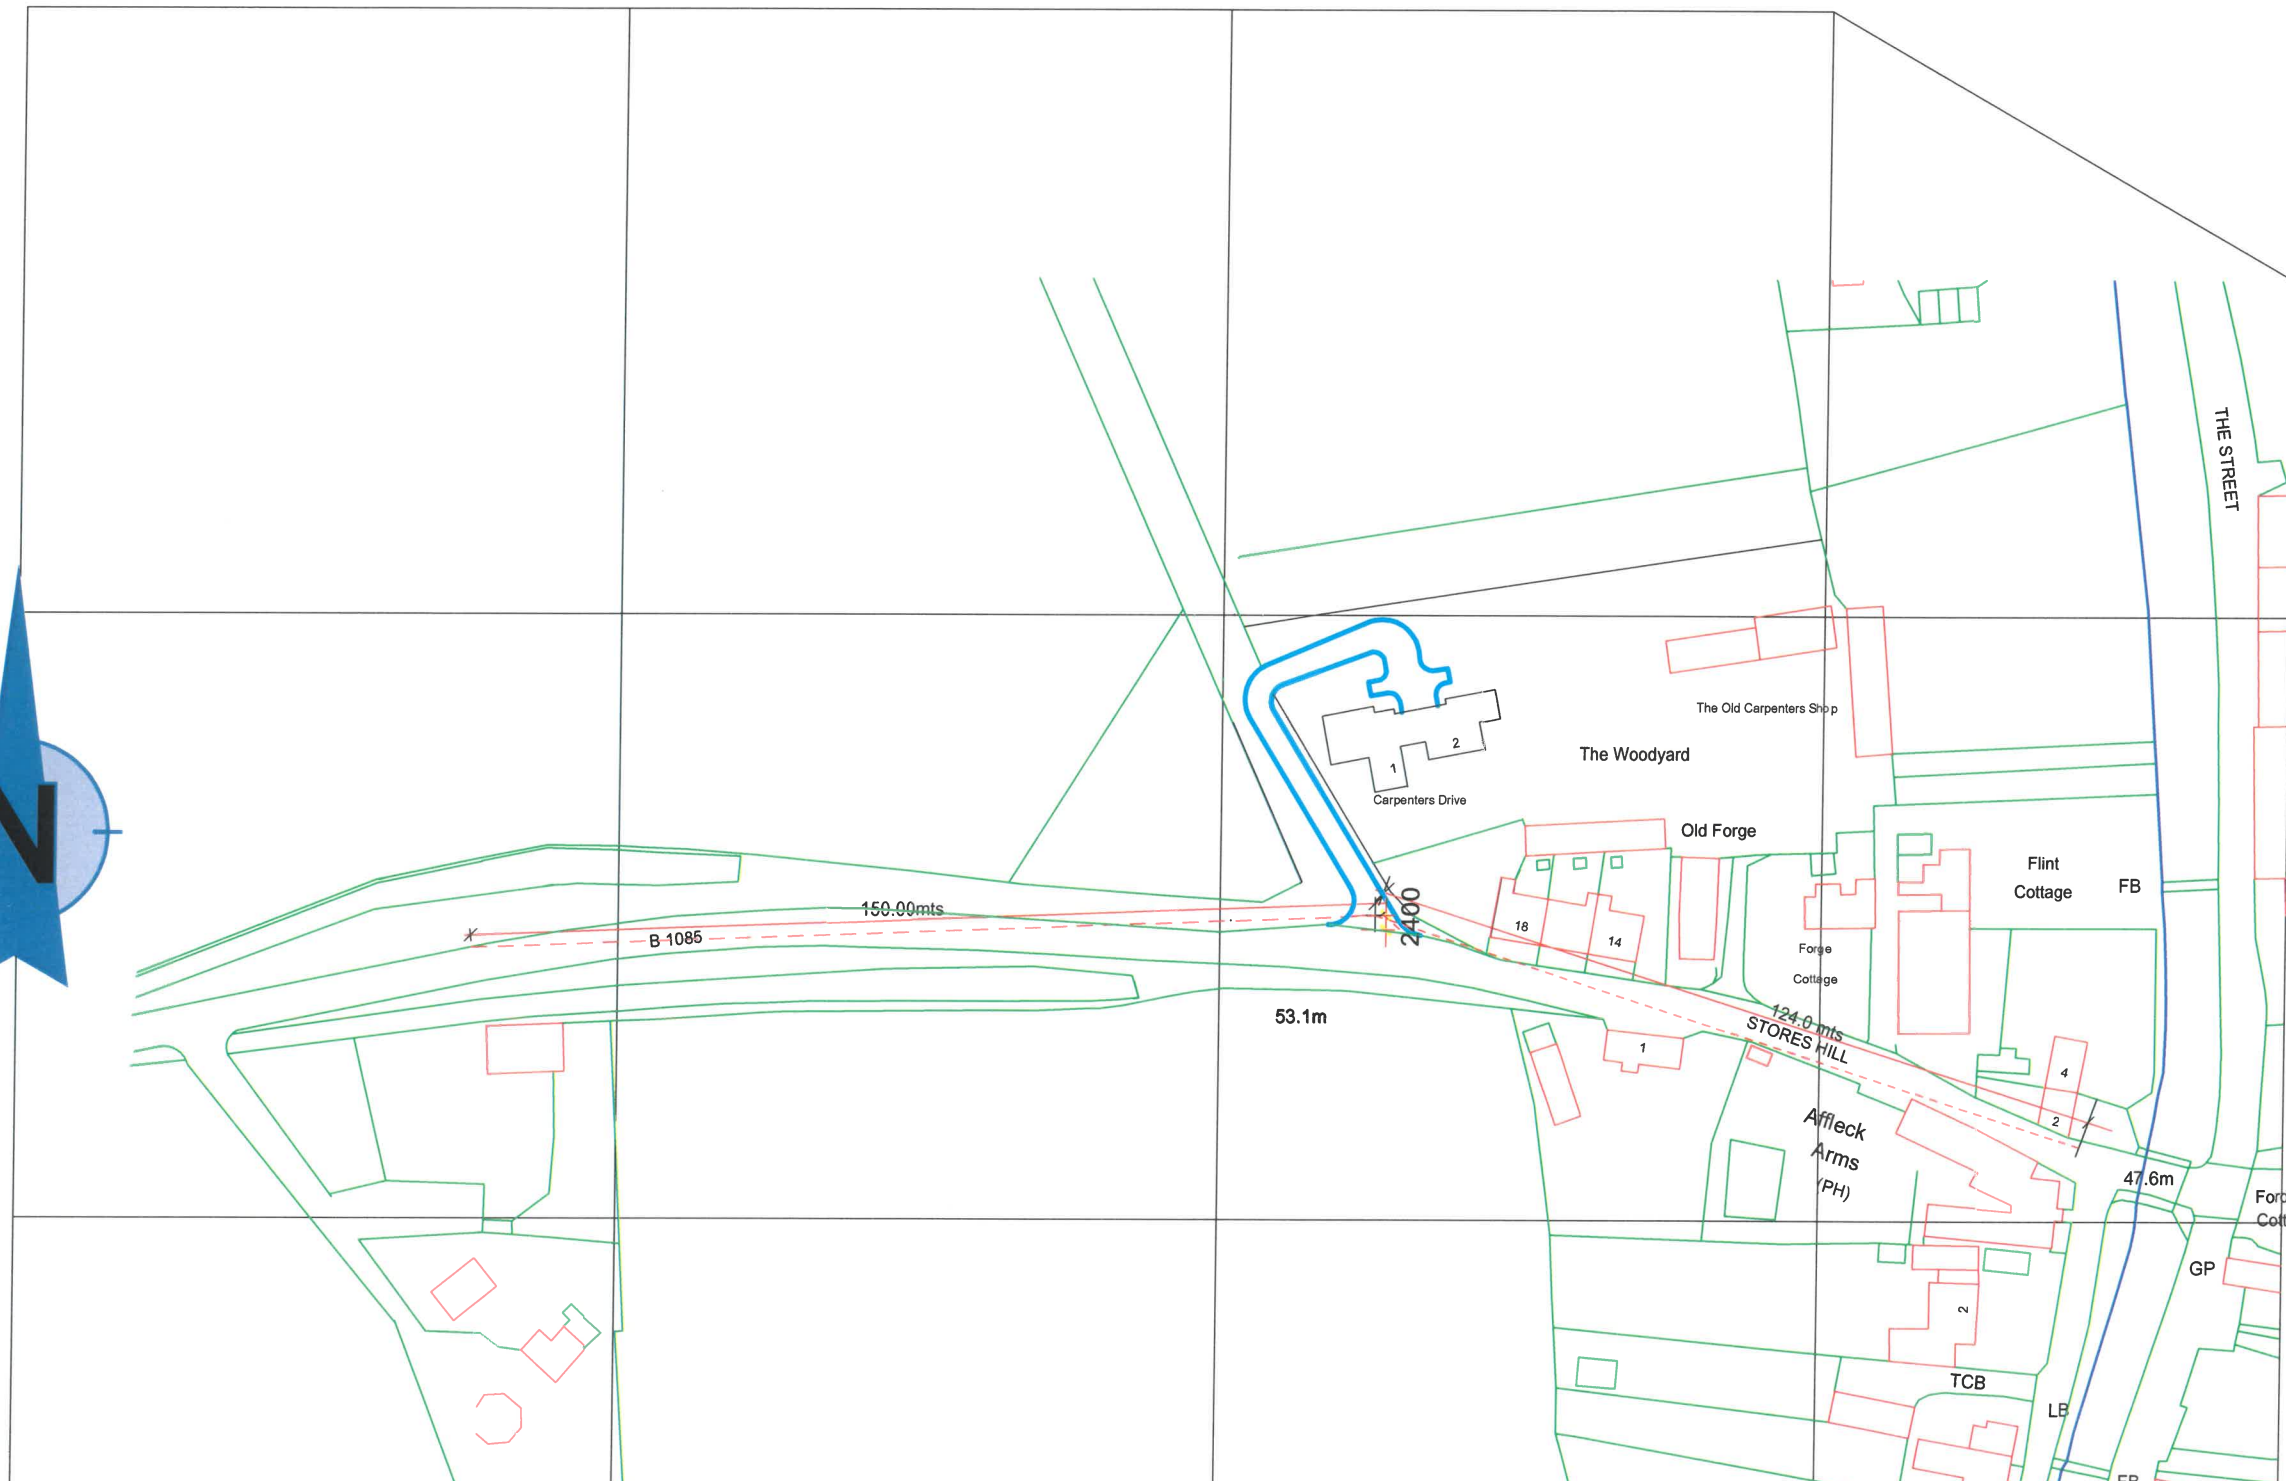 THE STREET
The Old Carpenters Shop
2
The Woodyard
1
Carpenters Drive
Old Forge
Flint
Cottage
FB
150.00mts
2400
18
14
B 1085
Forge
Cottage
53.1m
124.0 mts
STORES HILL
1
4
2
Affleck
Arms
(PH)
47.6m
GP
2
TCB
LB
N